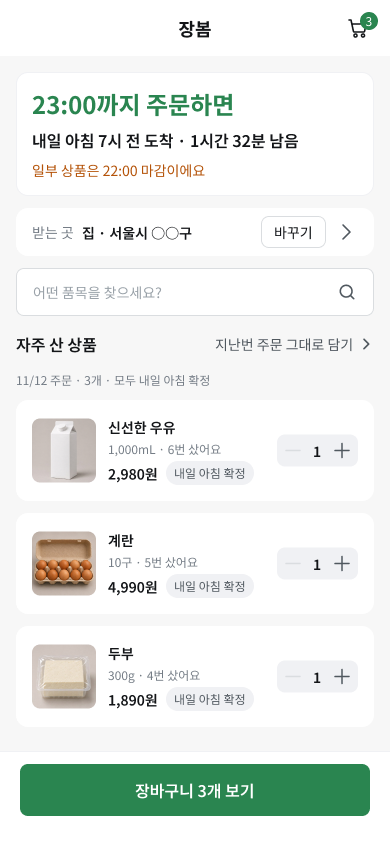 장봄
3
23:00까지 주문하면
내일 아침 7시 전 도착 · 1시간 32분 남음
일부 상품은 22:00 마감이에요
받는 곳 집 · 서울시 ○○구 바꾸기
어떤 품목을 찾으세요?
자주 산 상품 지난번 주문 그대로 담기
11/12 주문 · 3개 · 모두 내일 아침 확정
신선한 우유
1,000mL · 6번 샀어요
2,980원 내일 아침 확정
1
계란
10구 · 5번 샀어요
4,990원 내일 아침 확정
1
두부
300g · 4번 샀어요
1,890원 내일 아침 확정
1
장바구니 3개 보기